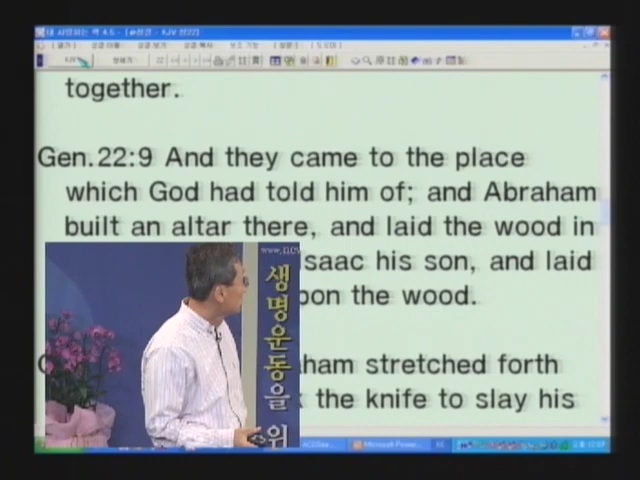 together.
Gen.22:9 And they came to the place
which God had told him of; and Abraham
built an altar there, and laid the wood in
saac his son, and laid
pon the wood.
ham stretched forth
the knife to slay his
www.
생명운동을 위